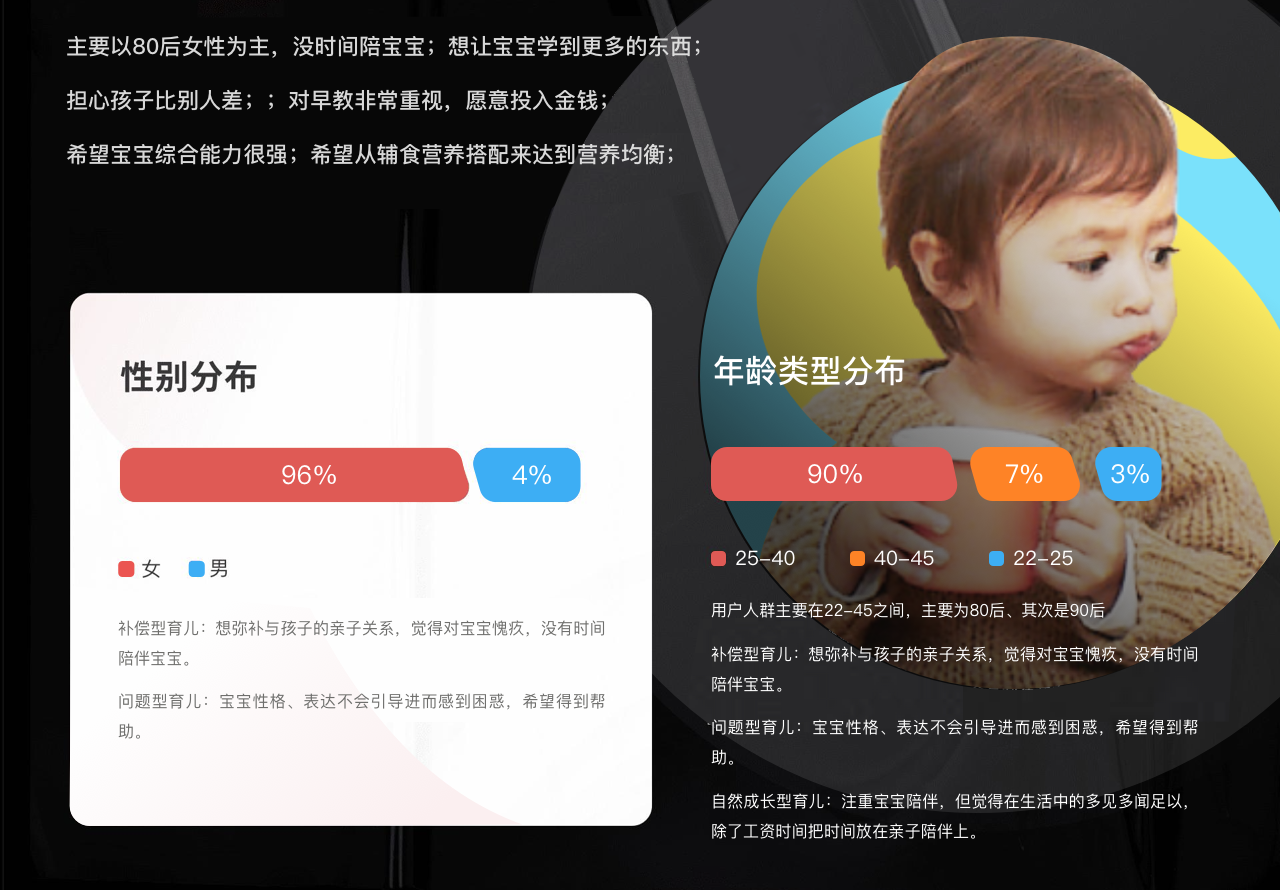 主要以80后女性为主，没时间陪宝宝；想让宝宝学到更多的东西；
担心孩子比别人差；；对早教非常重视，愿意投入金钱；
希望宝宝综合能力很强；希望从辅食营养搭配来达到营养均衡；
性别分布
96%
4%
女
男
补偿型育儿：想弥补与孩子的亲子关系，觉得对宝宝愧疚，没有时间
陪伴宝宝。
问题型育儿：宝宝性格、表达不会引导进而感到困惑，希望得到帮
助。
年龄类型分布
90%
7%
3%
25–40
40–45
22–25
用户人群主要在22–45之间，主要为80后、其次是90后
补偿型育儿：想弥补与孩子的亲子关系，觉得对宝宝愧疚，没有时间
陪伴宝宝。
问题型育儿：宝宝性格、表达不会引导进而感到困惑，希望得到帮
助。
自然成长型育儿：注重宝宝陪伴，但觉得在生活中的多见多闻足以，
除了工资时间把时间放在亲子陪伴上。